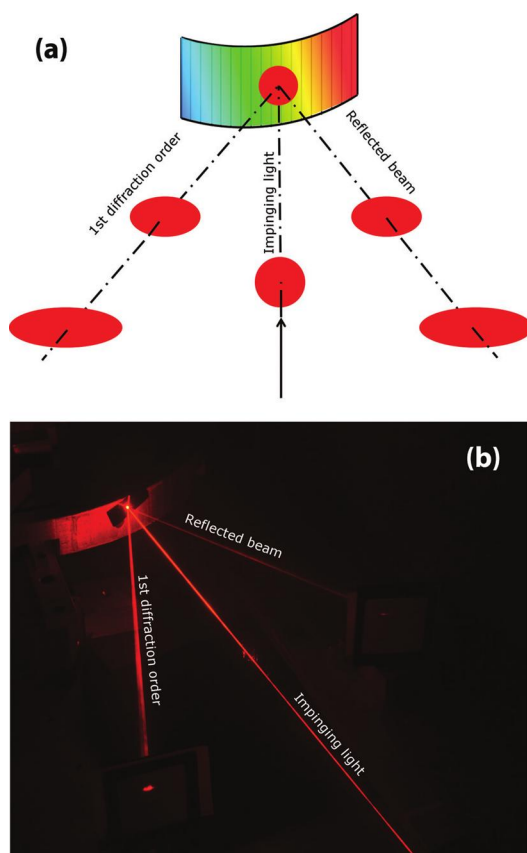 (a)
1st diffraction order
Impinging light
Reflected beam
(b)
Reflected beam
1st diffraction order
Impinging light